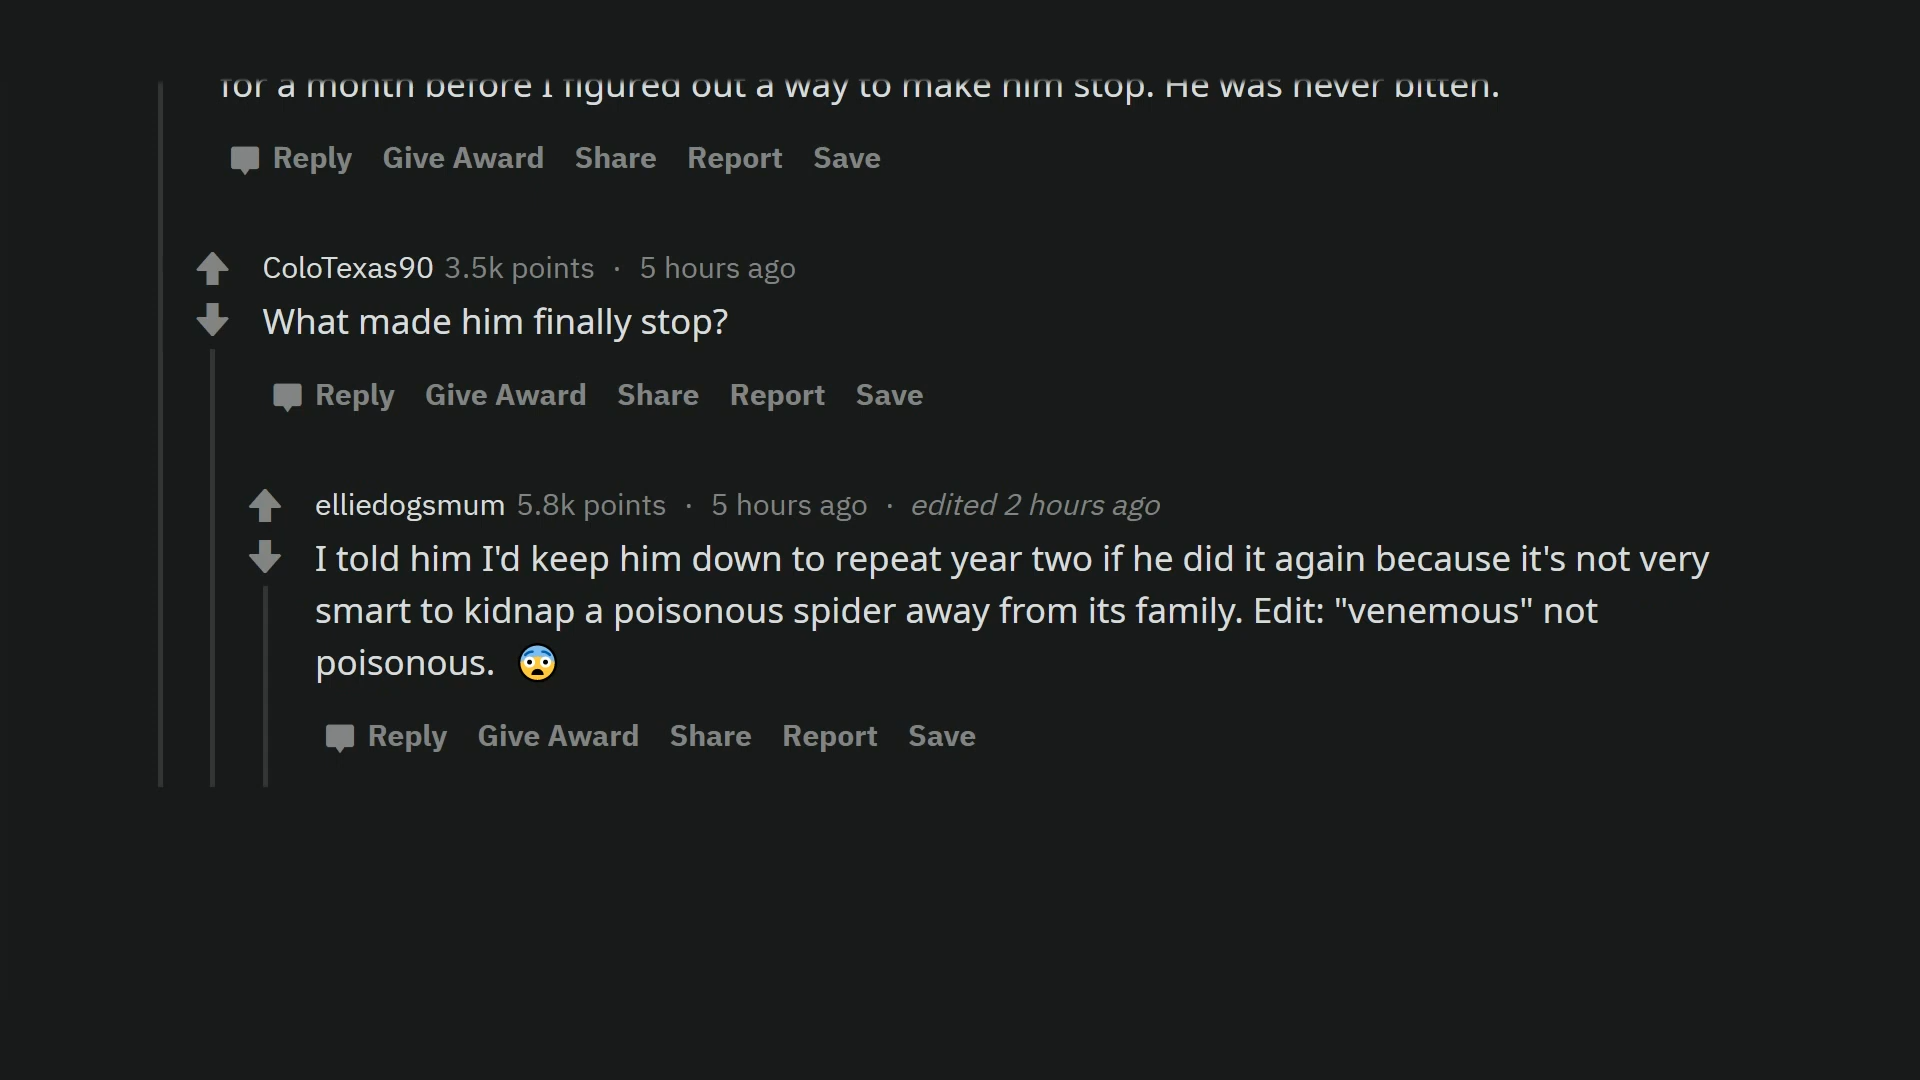 for a month before I figured out a way to make him stop. He was never bitten.
Reply Give Award Share Report Save
ColoTexas90 3.5k points · 5 hours ago
What made him finally stop?
Reply Give Award Share Report Save
elliedogsmum 5.8k points · 5 hours ago · edited 2 hours ago
I told him I'd keep him down to repeat year two if he did it again because it's not very
smart to kidnap a poisonous spider away from its family. Edit: "venemous" not
poisonous. 😨
Reply Give Award Share Report Save